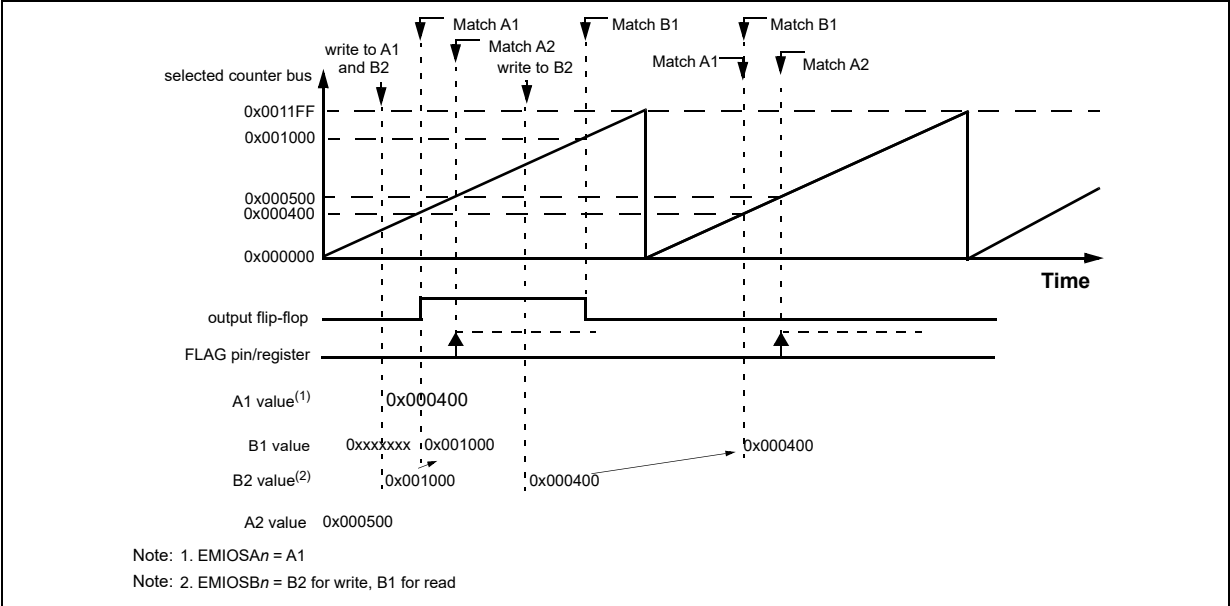 Match A1
Match B1
Match B1
Match A2
write to A1
and B2
write to B2
Match A1
Match A2
selected counter bus
0x0011FF
0x001000
0x000500
0x000400
0x000000
Time
output flip-flop
FLAG pin/register
A1 value(1) 0x000400
B1 value 0xxxxxxx 0x001000 0x000400
B2 value(2) 0x001000 0x000400
A2 value 0x000500
Note: 1. EMIOSAn = A1
Note: 2. EMIOSBn = B2 for write, B1 for read